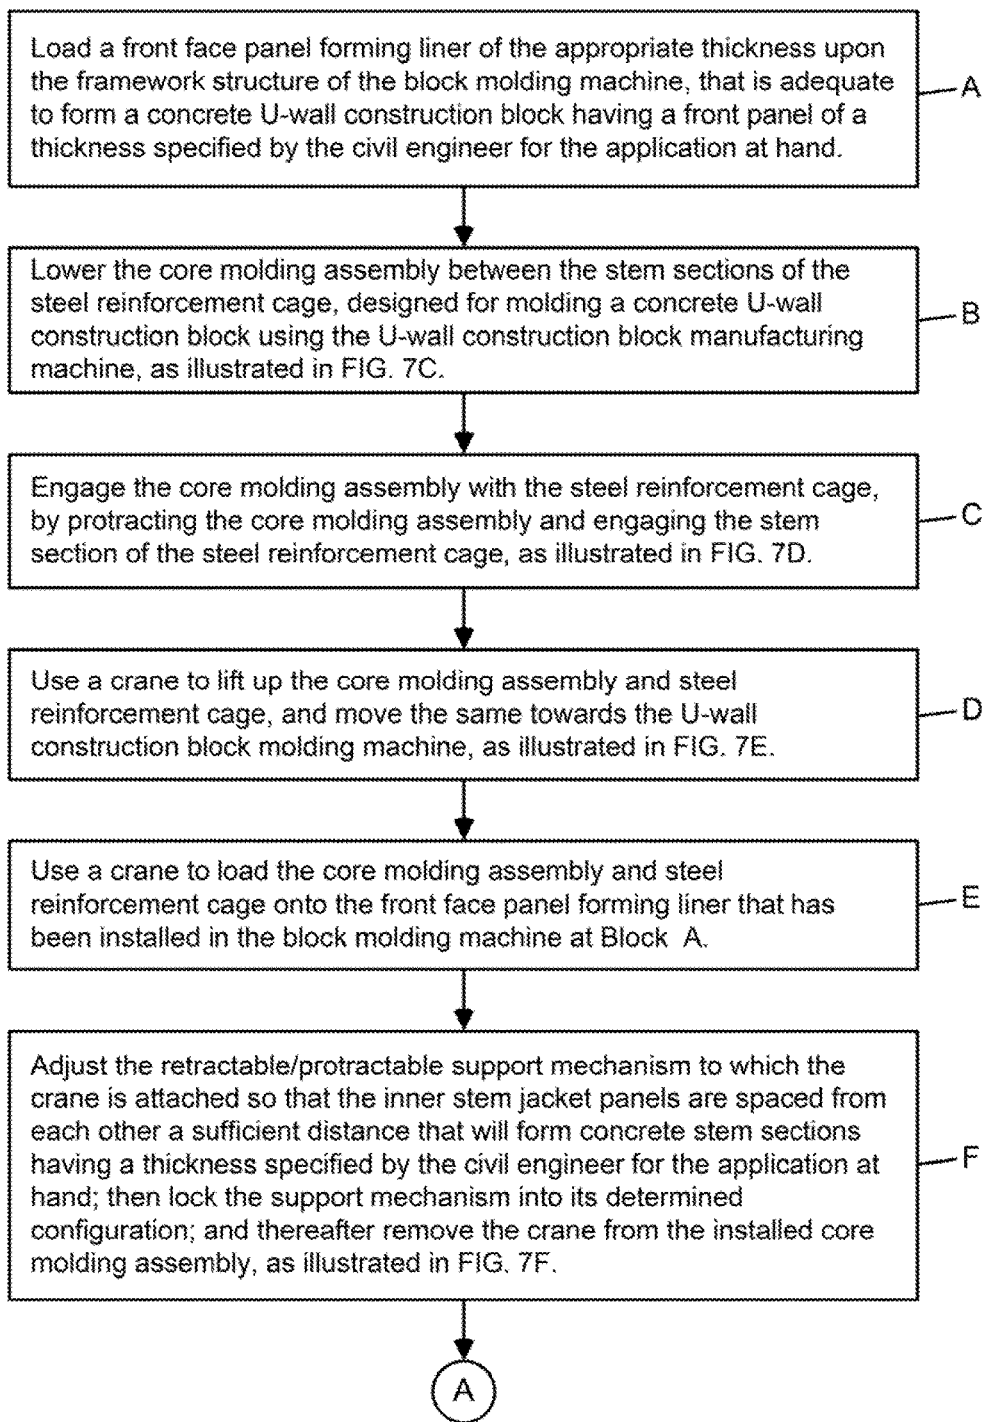 Load a front face panel forming liner of the appropriate thickness upon
the framework structure of the block molding machine, that is adequate
to form a concrete U-wall construction block having a front panel of a
thickness specified by the civil engineer for the application at hand.
A
Lower the core molding assembly between the stem sections of the
steel reinforcement cage, designed for molding a concrete U-wall
construction block using the U-wall construction block manufacturing
machine, as illustrated in FIG. 7C.
B
Engage the core molding assembly with the steel reinforcement cage,
by protracting the core molding assembly and engaging the stem
section of the steel reinforcement cage, as illustrated in FIG. 7D.
C
Use a crane to lift up the core molding assembly and steel
reinforcement cage, and move the same towards the U-wall
construction block molding machine, as illustrated in FIG. 7E.
D
Use a crane to load the core molding assembly and steel
reinforcement cage onto the front face panel forming liner that has
been installed in the block molding machine at Block A.
E
Adjust the retractable/protractable support mechanism to which the
crane is attached so that the inner stem jacket panels are spaced from
each other a sufficient distance that will form concrete stem sections
having a thickness specified by the civil engineer for the application at
hand; then lock the support mechanism into its determined
configuration; and thereafter remove the crane from the installed core
molding assembly, as illustrated in FIG. 7F.
F
A